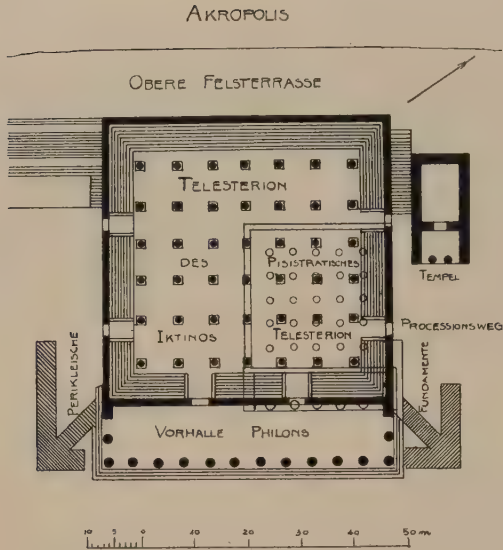 AKROPOLIS
OBERE FELSTERRASSE
TELESTERION
DES
PISISTRATISCHES
TEMPEL
IKTINOS
TELESTERION
PROCESSIONSWEG
PERIKLEISCHE
FUNDAMENTE
VORHALLE PHILONS
10 5 0 10 20 30 40 50 m